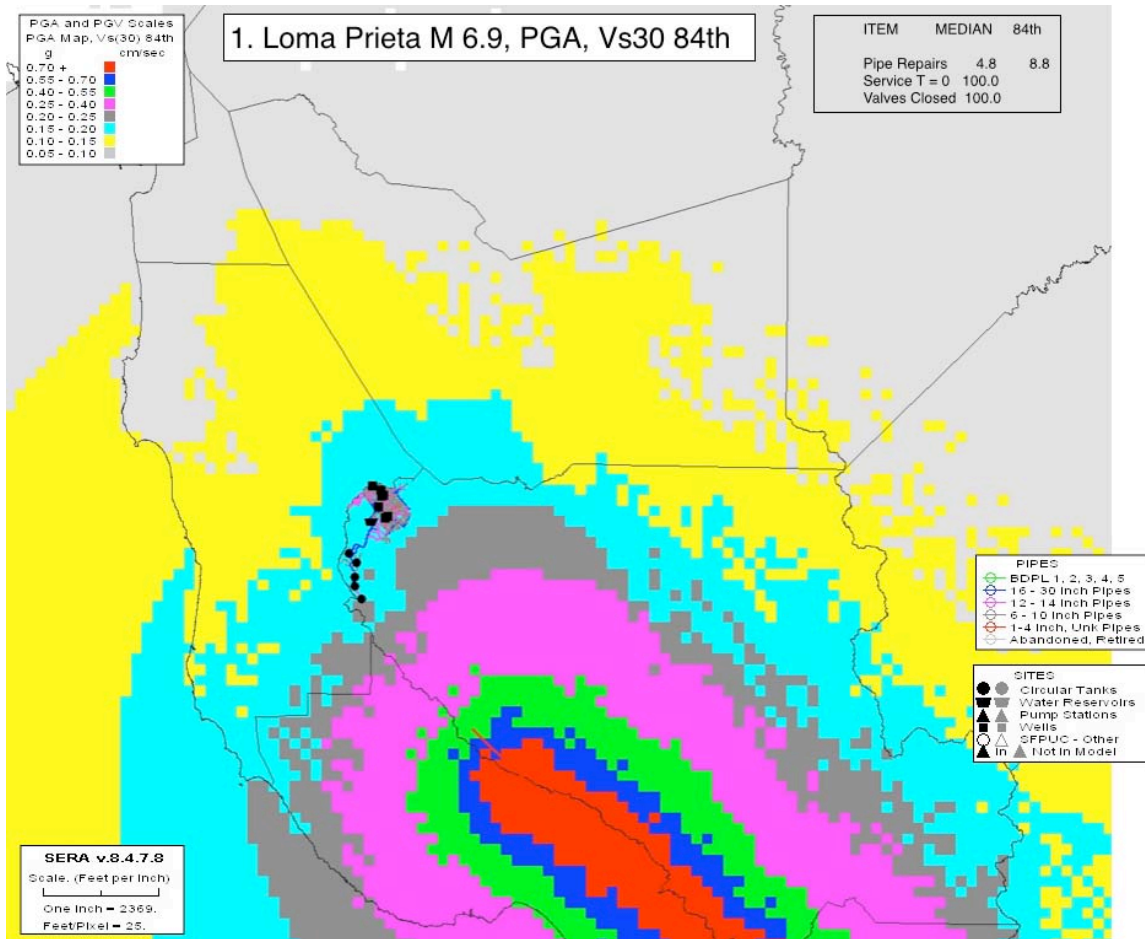 PGA and PGV Scales
PGA Map, Vs(30) 84th
g cm/sec
0.70 +
0.55 - 0.70
0.40 - 0.55
0.25 - 0.40
0.20 - 0.25
0.15 - 0.20
0.10 - 0.15
0.05 - 0.10
1. Loma Prieta M 6.9, PGA, Vs30 84th
ITEM MEDIAN 84th
Pipe Repairs 4.8 8.8
Service T = 0 100.0
Valves Closed 100.0
PIPES
BDPL 1, 2, 3, 4, 5
16 - 30 Inch Pipes
12 - 14 Inch Pipes
6 - 10 Inch Pipes
1-4 Inch, Unk Pipes
Abandoned, Retired
SITES
Circular Tanks
Water Reservoirs
Pump Stations
Wells
SFPUC - Other
In Not In Model
SERA v.8.4.7.8
Scale. (Feet per Inch)
One Inch = 2369.
Feet/Pixel = 25.